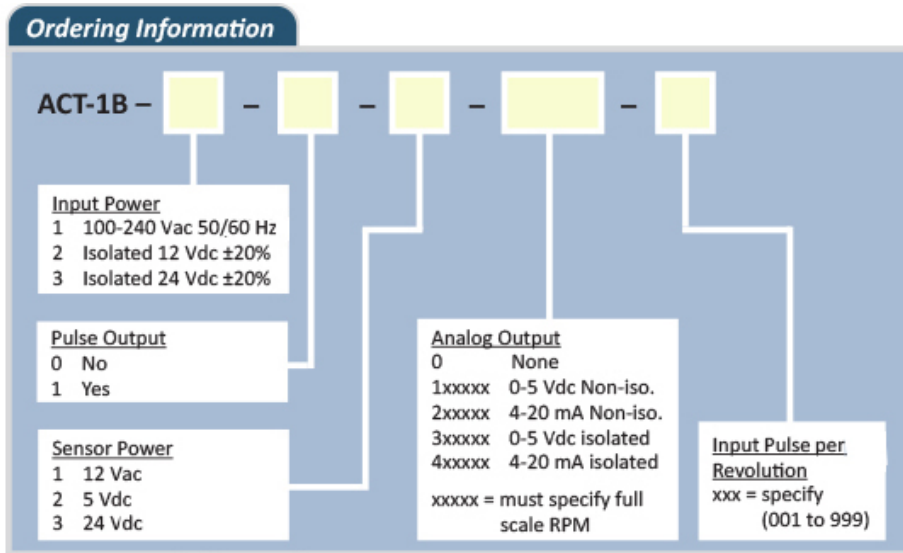 Ordering Information
ACT-1B – – – –
Input Power
1 100-240 Vac 50/60 Hz
2 Isolated 12 Vdc ±20%
3 Isolated 24 Vdc ±20%
Pulse Output
0 No
1 Yes
Sensor Power
1 12 Vac
2 5 Vdc
3 24 Vdc
Analog Output
0 None
1xxxxx 0-5 Vdc Non-iso.
2xxxxx 4-20 mA Non-iso.
3xxxxx 0-5 Vdc isolated
4xxxxx 4-20 mA isolated
xxxxx = must specify full
scale RPM
Input Pulse per
Revolution
xxx = specify
(001 to 999)